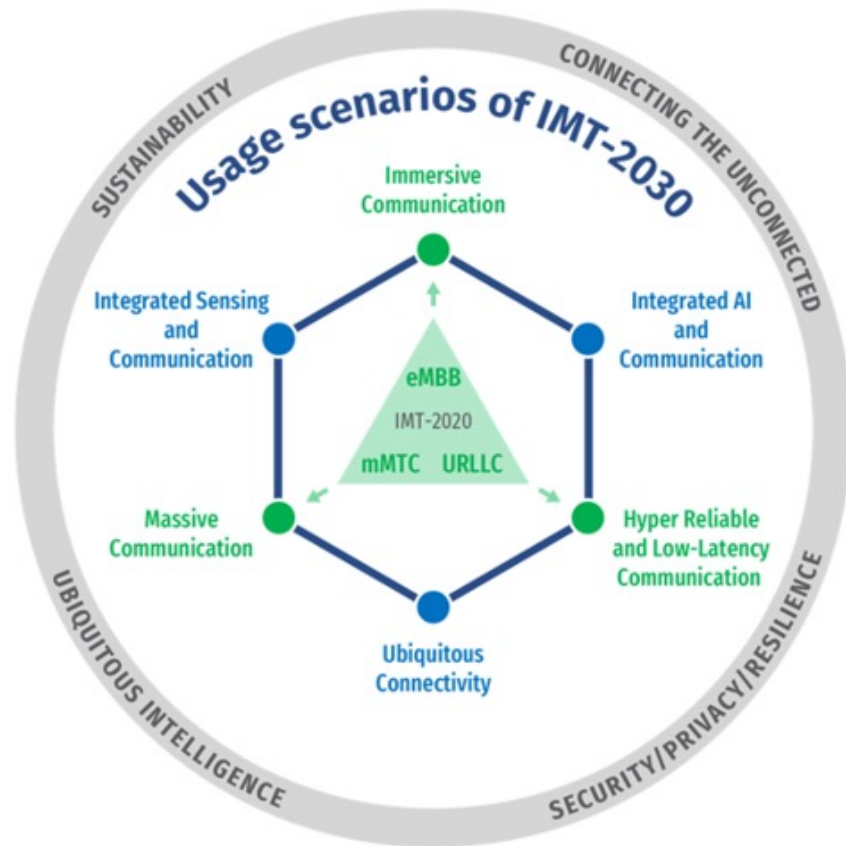 SUSTAINABILITY
CONNECTING THE UNCONNECTED
Usage scenarios of IMT-2030
Immersive
Communication
Integrated Sensing
and
Communication
Integrated AI
and
Communication
eMBB
IMT-2020
mMTC URLLC
Massive
Communication
Hyper Reliable
and Low-Latency
Communication
Ubiquitous
Connectivity
UBIQUITOUS INTELLIGENCE
SECURITY/PRIVACY/RESILIENCE